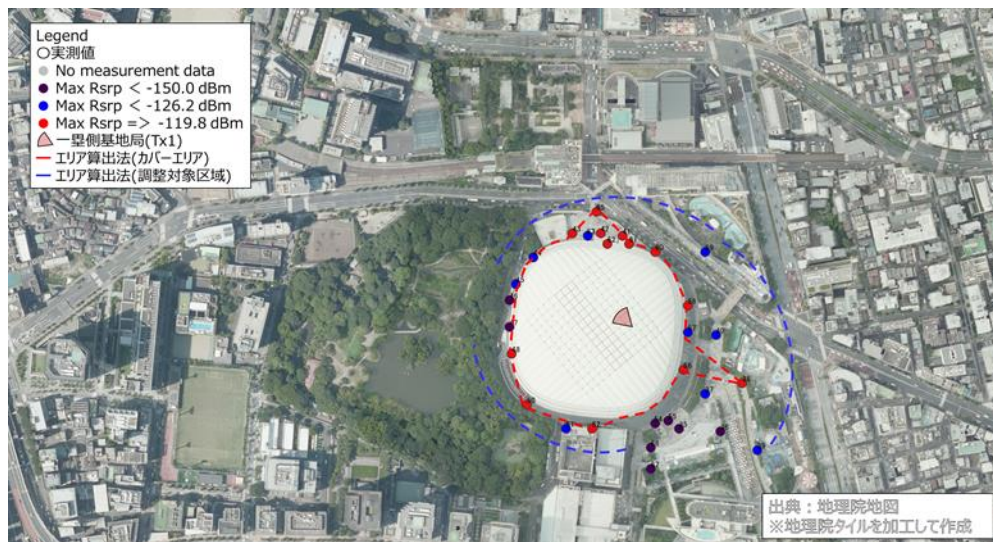 Legend
○実測値
No measurement data
Max Rsrp < -150.0 dBm
Max Rsrp < -126.2 dBm
Max Rsrp => -119.8 dBm
一塁側基地局(Tx1)
エリア算出法(カバーエリア)
エリア算出法(調整対象区域)
出典：地理院地図
※地理院タイルを加工して作成